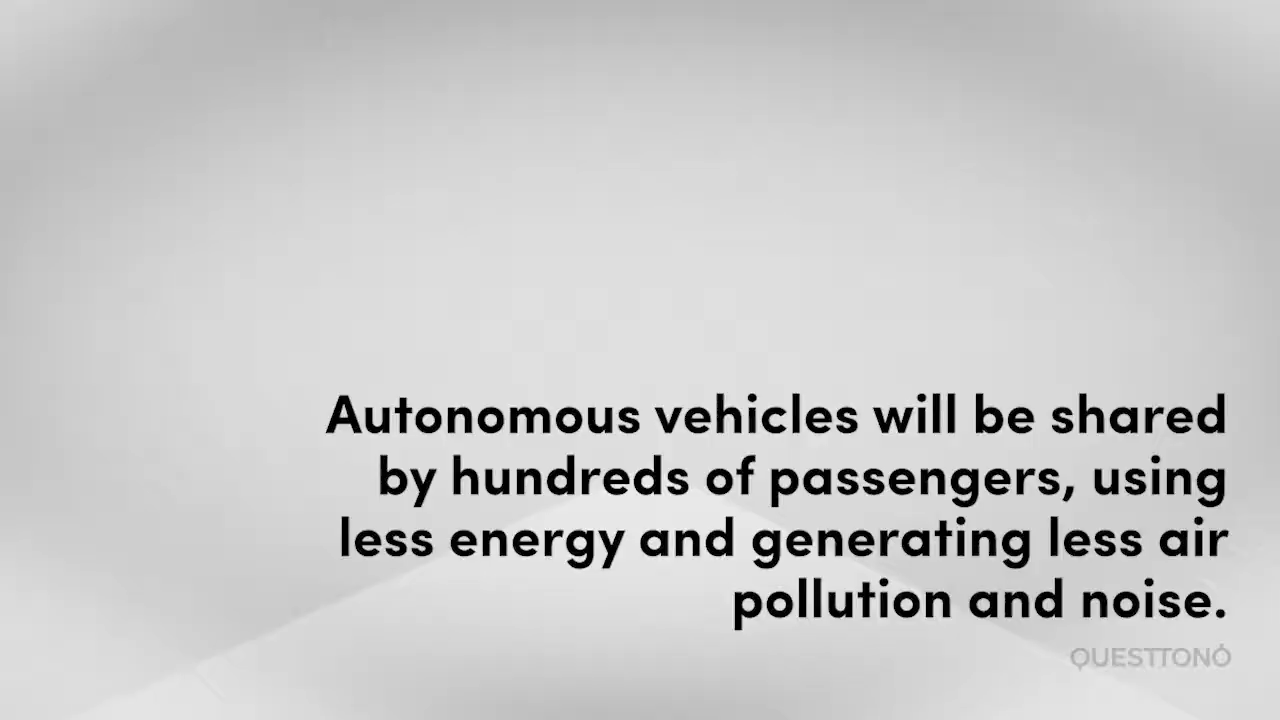 Autonomous vehicles will be shared
by hundreds of passengers, using
less energy and generating less air
pollution and noise.
QUESTTONÓ